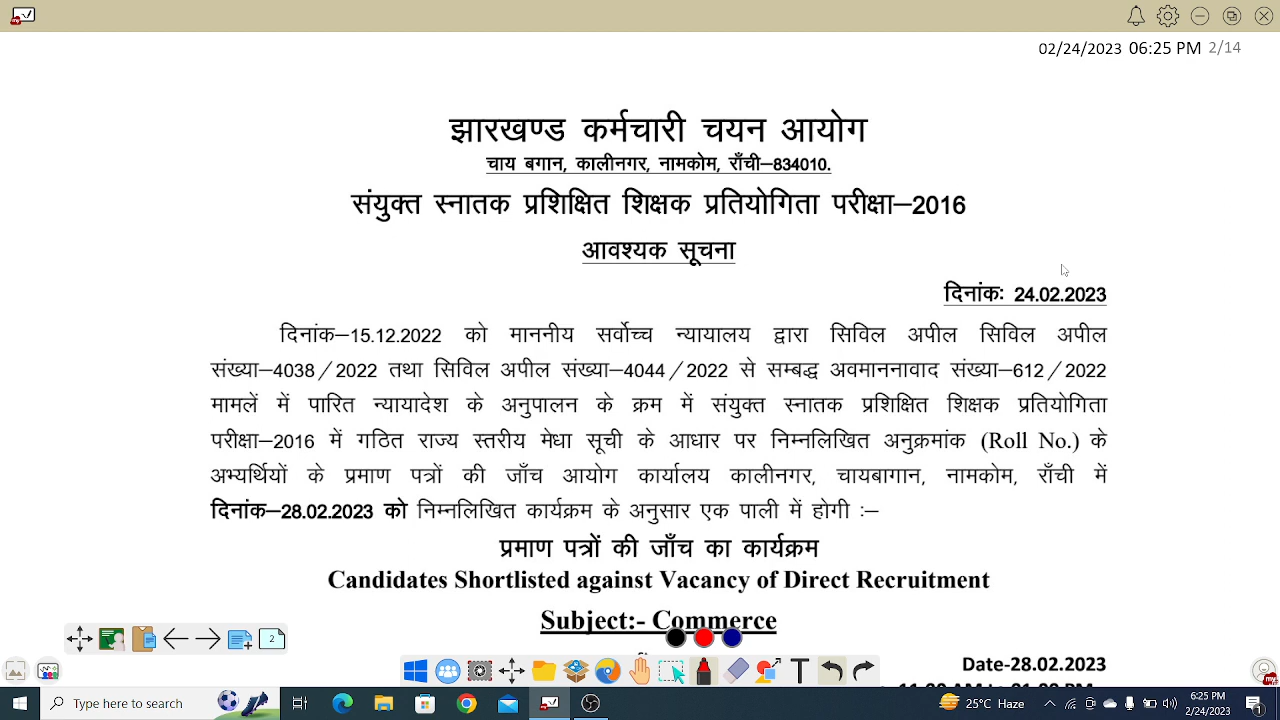 my
02/24/2023 06:25 PM 2/14
झारखण्ड कर्मचारी चयन आयोग
चाय बगान, कालीनगर, नामकोम, राँची–834010.
संयुक्त स्नातक प्रशिक्षित शिक्षक प्रतियोगिता परीक्षा–2016
आवश्यक सूचना
दिनांकः 24.02.2023
दिनांक–15.12.2022 को माननीय सर्वोच्च न्यायालय द्वारा सिविल अपील सिविल अपील
संख्या–4038/2022 तथा सिविल अपील संख्या–4044/2022 से सम्बद्ध अवमाननावाद संख्या–612/2022
मामलें में पारित न्यायादेश के अनुपालन के क्रम में संयुक्त स्नातक प्रशिक्षित शिक्षक प्रतियोगिता
परीक्षा–2016 में गठित राज्य स्तरीय मेधा सूची के आधार पर निम्नलिखित अनुक्रमांक (Roll No.) के
अभ्यर्थियों के प्रमाण पत्रों की जाँच आयोग कार्यालय कालीनगर, चायबागान, नामकोम, राँची में
दिनांक–28.02.2023 को निम्नलिखित कार्यक्रम के अनुसार एक पाली में होगी :–
प्रमाण पत्रों की जाँच का कार्यक्रम
Candidates Shortlisted against Vacancy of Direct Recruitment
Subject:- Commerce
2
Date-28.02.2023
T
my
Type here to search
25°C Haze
6:25 PM
2/24/2023
1